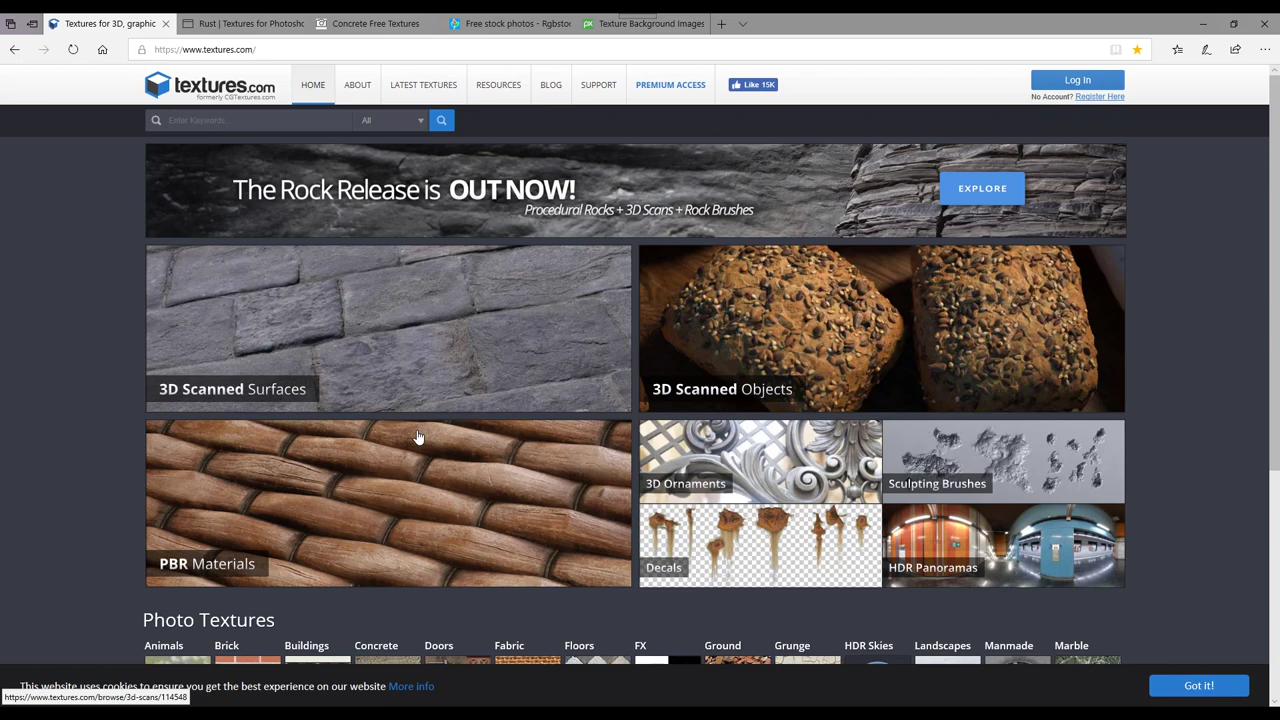 Textures for 3D, graphic
Rust | Textures for Photosho
Concrete Free Textures
Free stock photos - Rgbstoc
Texture Background Images
https://www.textures.com/
textures.com
formerly CGTextures.com
HOME
ABOUT
LATEST TEXTURES
RESOURCES
BLOG
SUPPORT
PREMIUM ACCESS
Like 15K
Log In
No Account? Register Here
Enter Keywords...
All
The Rock Release is OUT NOW!
Procedural Rocks + 3D Scans + Rock Brushes
EXPLORE
3D Scanned Surfaces
3D Scanned Objects
PBR Materials
3D Ornaments
Sculpting Brushes
Decals
HDR Panoramas
Photo Textures
Animals
Brick
Buildings
Concrete
Doors
Fabric
Floors
FX
Ground
Grunge
HDR Skies
Landscapes
Manmade
Marble
This website uses cookies to ensure you get the best experience on our website More info
Got it!
https://www.textures.com/browse/3d-scans/114548